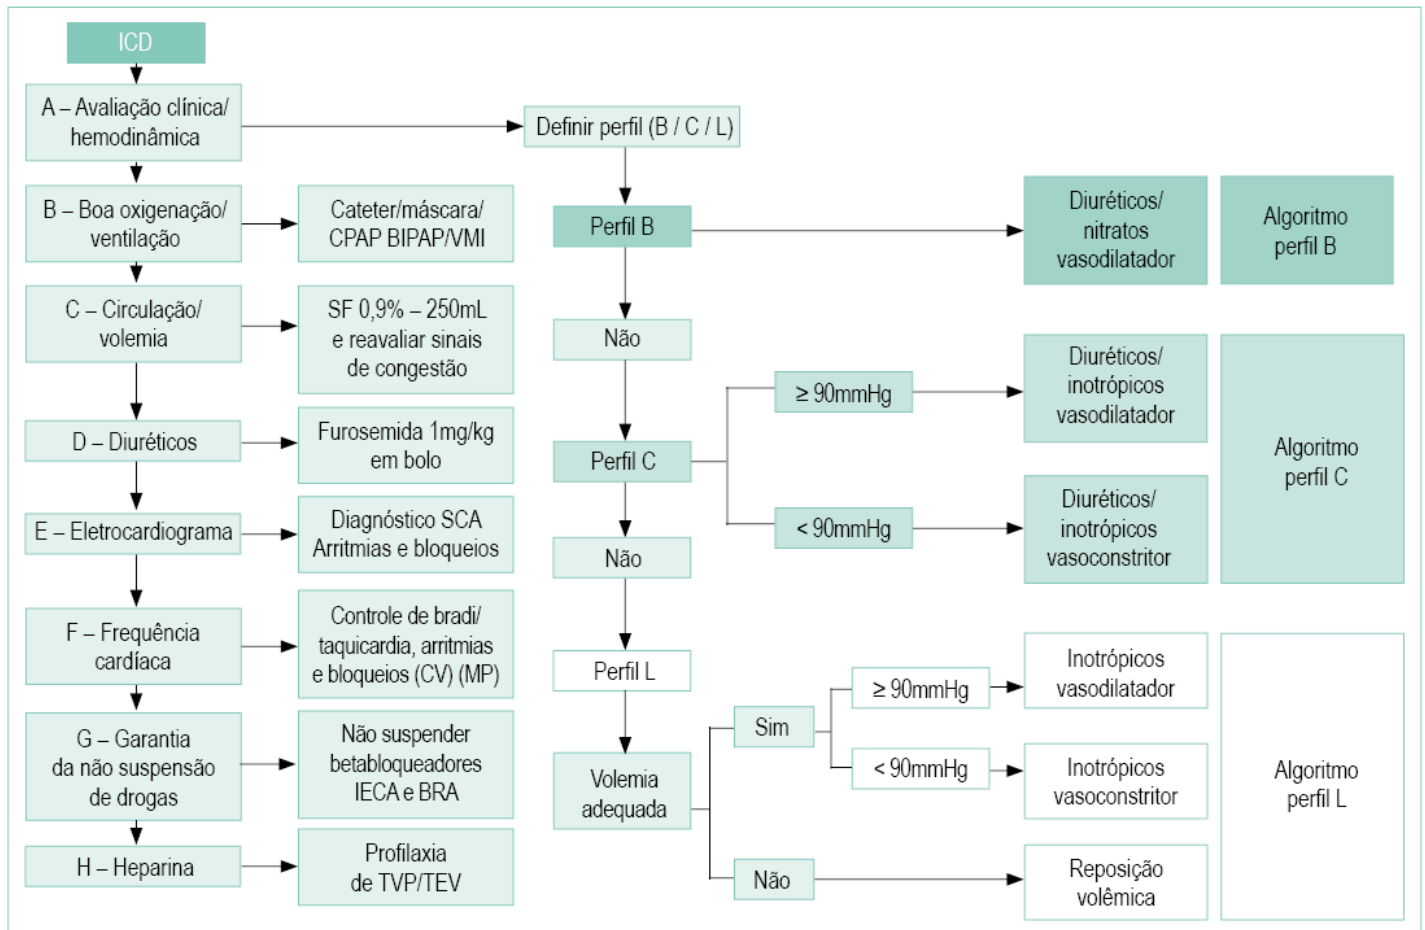 ICD
A – Avaliação clínica/
hemodinâmica
B – Boa oxigenação/
ventilação
Cateter/máscara/
CPAP BIPAP/VMI
C – Circulação/
volemia
SF 0,9% – 250mL
e reavaliar sinais
de congestão
D – Diuréticos
Furosemida 1mg/kg
em bolo
E – Eletrocardiograma
Diagnóstico SCA
Arritmias e bloqueios
F – Frequência
cardíaca
Controle de bradi/
taquicardia, arritmias
e bloqueios (CV) (MP)
G – Garantia
da não suspensão
de drogas
Não suspender
betabloqueadores
IECA e BRA
H – Heparina
Profilaxia
de TVP/TEV
Definir perfil (B / C / L)
Perfil B
Diuréticos/
nitratos
vasodilatador
Algoritmo
perfil B
Não
Perfil C
≥ 90mmHg
Diuréticos/
inotrópicos
vasodilatador
< 90mmHg
Diuréticos/
inotrópicos
vasoconstritor
Algoritmo
perfil C
Não
Perfil L
Volemia
adequada
Sim
≥ 90mmHg
Inotrópicos
vasodilatador
< 90mmHg
Inotrópicos
vasoconstritor
Não
Reposição
volêmica
Algoritmo
perfil L